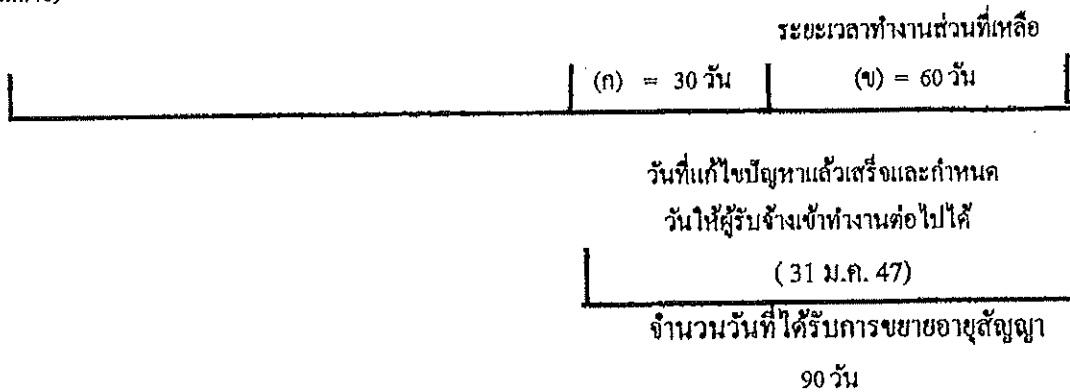 ระยะเวลาทำงานส่วนที่เหลือ
(ก) = 30 วัน (ข) = 60 วัน
วันที่แก้ไขปัญหาแล้วเสร็จและกำหนด
วันให้ผู้รับจ้างเข้าทำงานต่อไปได้
( 31 ม.ค. 47)
จำนวนวันที่ได้รับการขยายอายุสัญญา
90 วัน